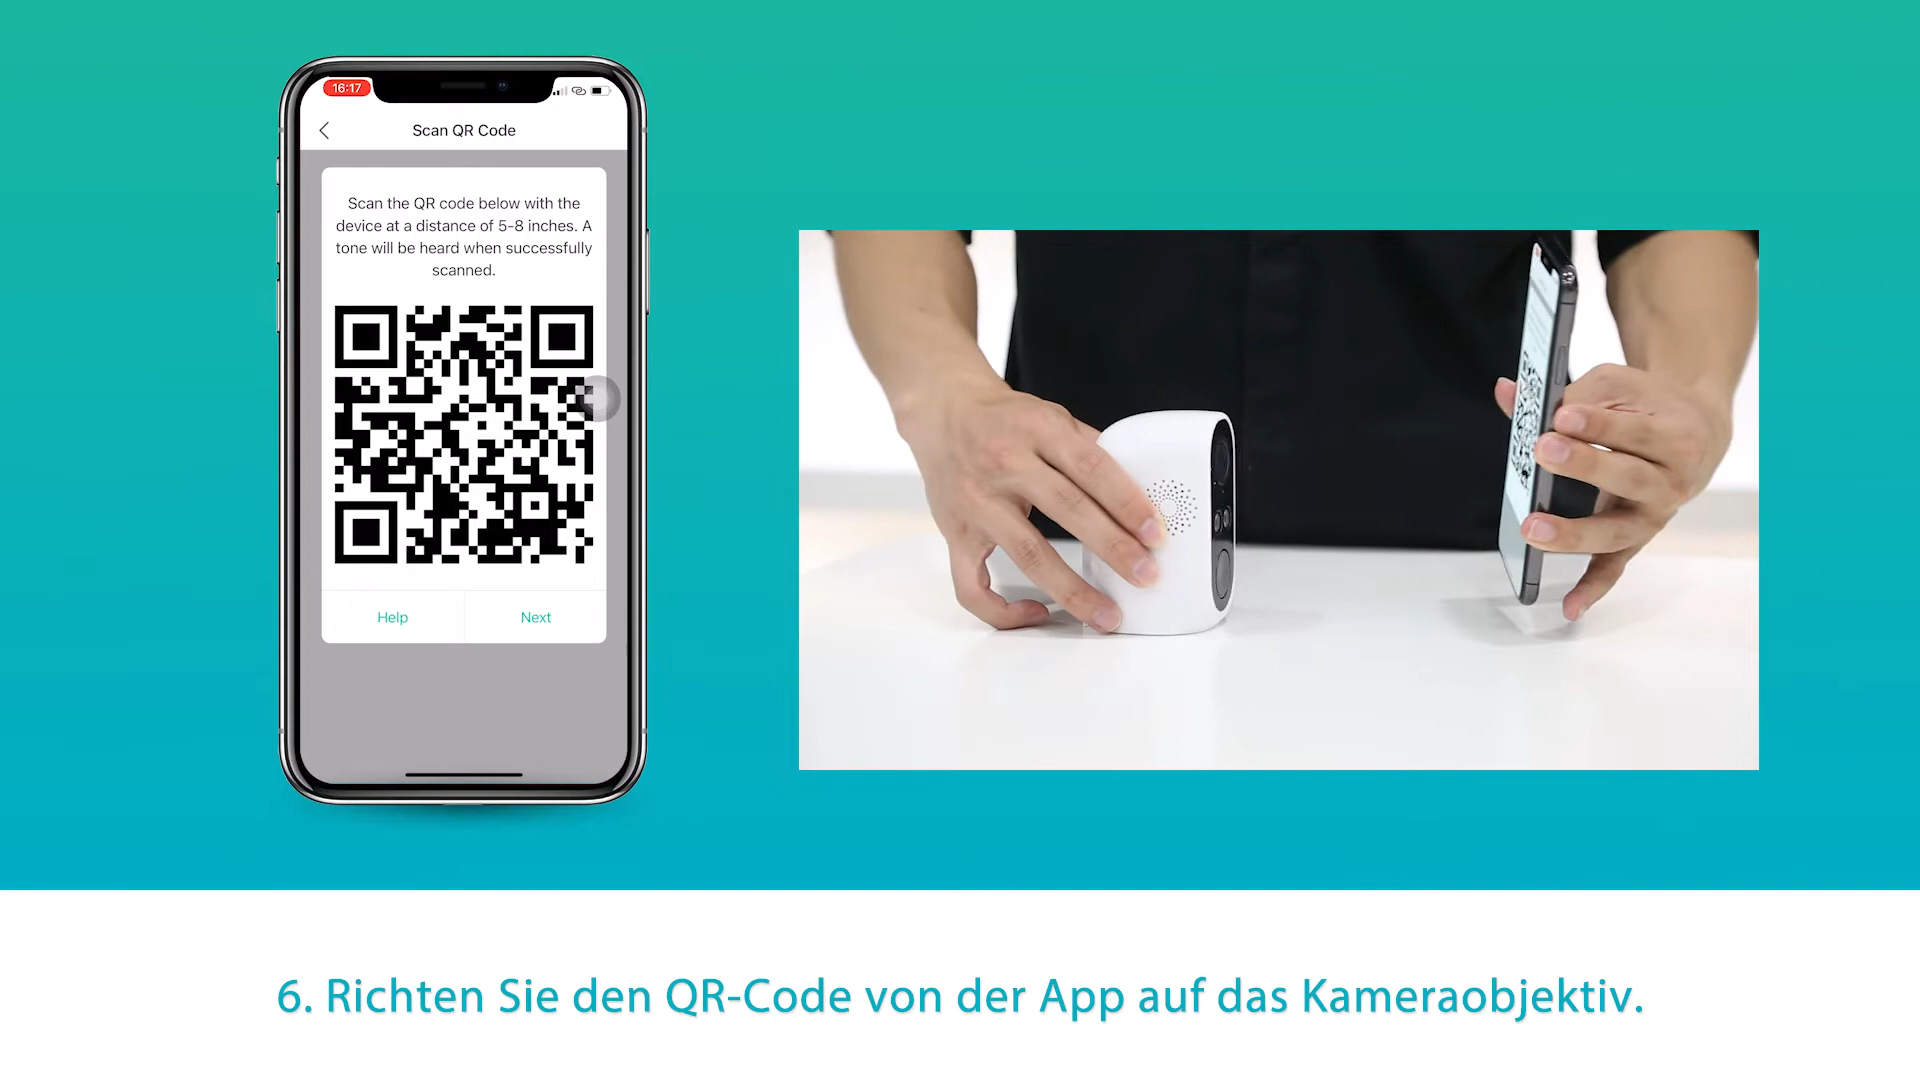 16:17
Scan QR Code
Scan the QR code below with the
device at a distance of 5-8 inches. A
tone will be heard when successfully
scanned.
Help
Next
6. Richten Sie den QR-Code von der App auf das Kameraobjektiv.